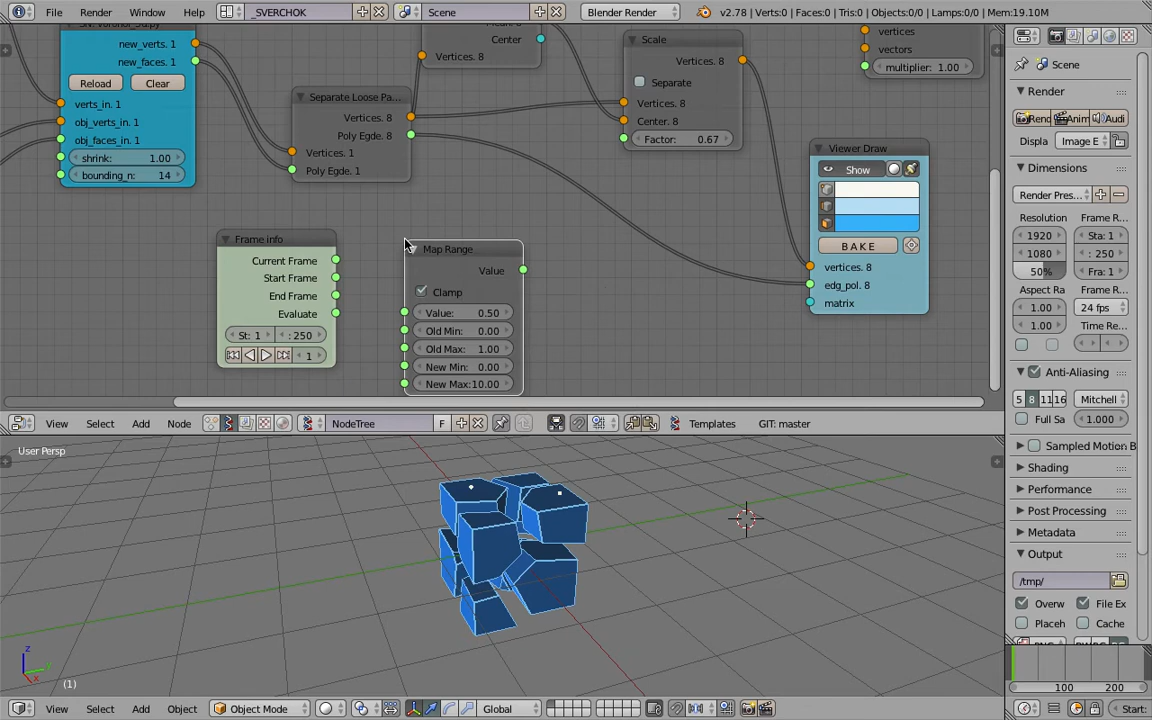 File
Render
Window
Help
_SVERCHOK
Scene
Blender Render
v2.78 | Verts:0 | Faces:0 | Tris:0 | Objects:0/0 | Lamps:0/0 | Mem:19.10M
new_verts. 1
new_faces. 1
Reload
Clear
verts_in. 1
obj_verts_in. 1
obj_faces_in. 1
shrink: 1.00
bounding_n: 14
Separate Loose Pa...
Vertices. 8
Poly Egde. 8
Vertices. 1
Poly Egde. 1
Center
Vertices. 8
Scale
Vertices. 8
Separate
Vertices. 8
Center. 8
Factor: 0.67
vertices
vectors
multiplier: 1.00
Viewer Draw
Show
BAKE
vertices. 8
edg_pol. 8
matrix
Frame info
Current Frame
Start Frame
End Frame
Evaluate
St: 1
: 250
1
Map Range
Value
Clamp
Value: 0.50
Old Min: 0.00
Old Max: 1.00
New Min: 0.00
New Max:10.00
View
Select
Add
Node
NodeTree
F
Templates
GIT: master
User Persp
z
y
x
(1)
View
Select
Add
Object
Object Mode
Global
Scene
Render
Rend
Anim
Audi
Displa
Image E
Dimensions
Render Pres...
Resolution
Frame R
1920
Sta: 1
1080
: 250
50%
Fra: 1
Aspect Ra
Frame R
1.00
24 fps
1.00
Time Re
Anti-Aliasing
5
8
11
16
Mitchell
Full Sa
1.000
Sampled Motion B
Shading
Performance
Post Processing
Metadata
Output
/tmp/
Overw
File Ex
Placeh
Cache
100
200
View
Start: